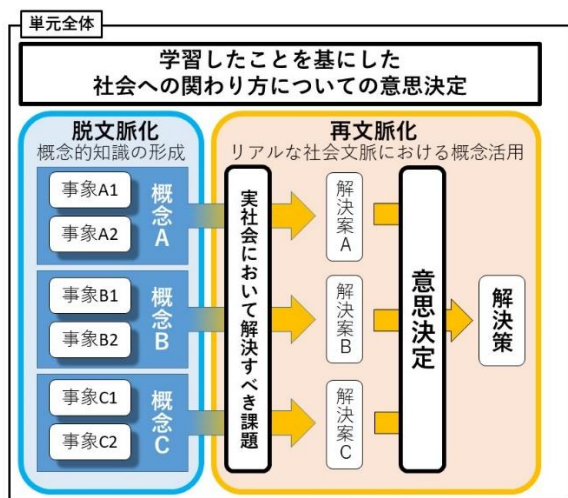 単元全体
学習したことを基にした
社会への関わり方についての意思決定
脱文脈化
概念的知識の形成
事象A1
事象A2
概念A
事象B1
事象B2
概念B
事象C1
事象C2
概念C
再文脈化
リアルな社会文脈における概念活用
実社会において解決すべき課題
解決案A
解決案B
解決案C
意思決定
解決策